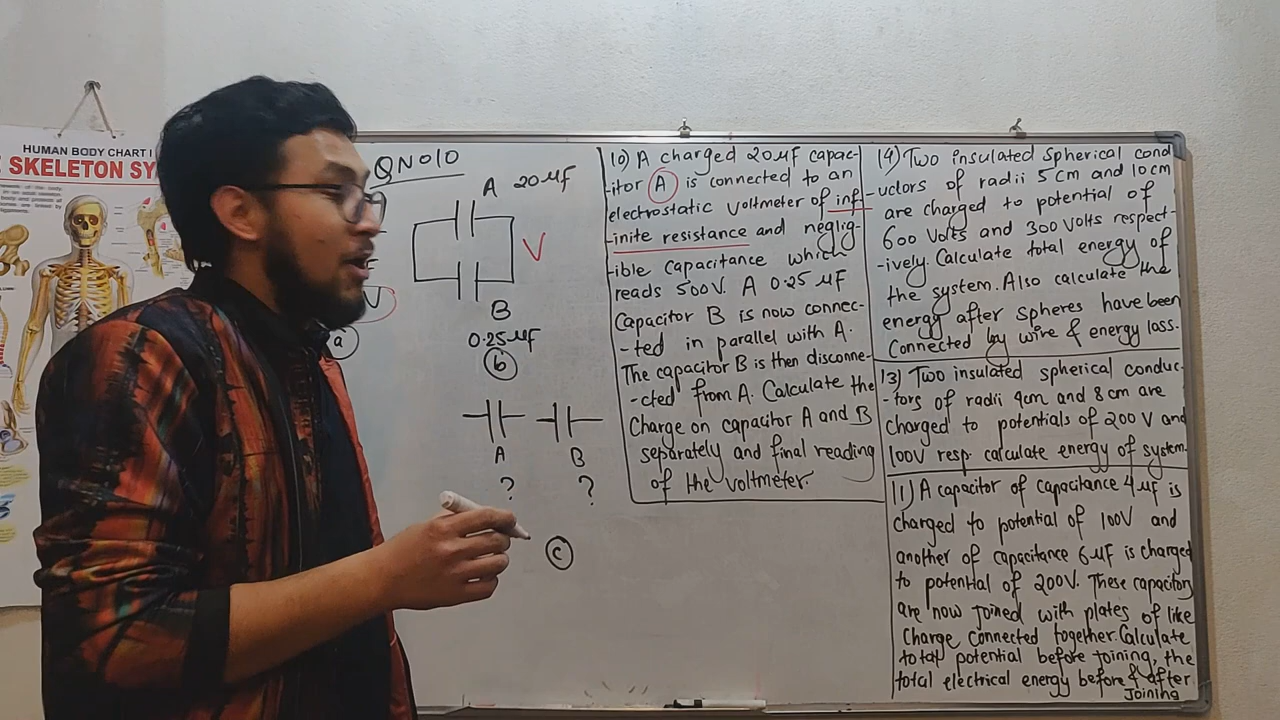 HUMAN BODY CHART I
SKELETON SY
QNO10
A 20μf
V
B
0.25μf
b
a
A
B
?
?
c
10) A charged 20μF capac-
-itor A is connected to an
electrostatic voltmeter of inf-
-inite resistance and neglig-
-ible capacitance which
reads 500V. A 0.25 μF
Capacitor B is now connec-
-ted in parallel with A.
The capacitor B is then disconne-
-cted from A. Calculate the
Charge on capacitor A and B
separately and final reading
of the voltmeter.
14) Two insulated spherical cond
-uctors of radii 5cm and 10cm
are charged to potential of
600 Volts and 300 Volts respect-
-ively. Calculate total energy of
the system. Also calculate the
energy after spheres have been
Connected by wire & energy loss.
13) Two insulated spherical conduc-
-tors of radii 4cm and 8cm are
charged to potentials of 200 V and
100V resp. calculate energy of system.
11) A capacitor of capacitance 4μF is
charged to potential of 100V and
another of capacitance 6μF is charged
to potential of 200V. These capacitors
are now joined with plates of like
charge connected together. Calculate
total potential before joining, the
total electrical energy before & after
Joining